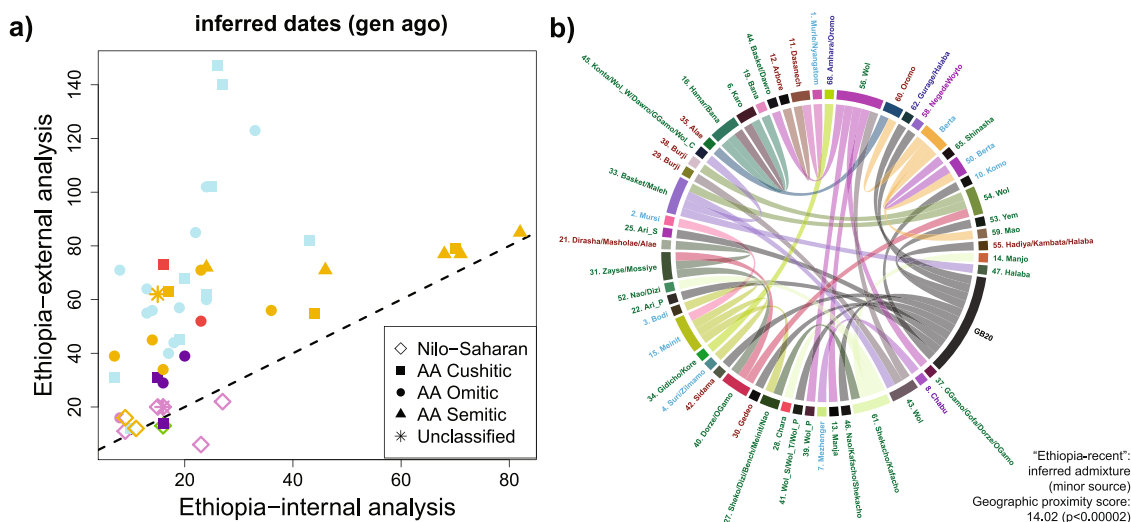 a)
inferred dates (gen ago)
Ethiopia−external analysis
140
120
100
80
60
40
20
20
40
60
80
Ethiopia−internal analysis
Nilo−Saharan
AA Cushitic
AA Omitic
AA Semitic
Unclassified
b)
45. Konta/Wol_W/Dawro/GGamo/Wol_C
16. Hamar/Bana
6. Karo
19. Bana
44. Basket/Dawro
12. Arbore
11. Dasanech
1. Murle/Nyangatom
68. Amhara/Oromo
56. Wol
60. Oromo
62. Gurage/Halaba
58. NegedeWoyto
Berta
65. Shinasha
50. Berta
10. Komo
54. Wol
53. Yem
59. Mao
55. Hadiya/Kambata/Halaba
14. Manjo
47. Halaba
GB20
37. GGamo/Gofa/Dorze/OGamo
8. Chabu
43. Wol
61. Shekacho/Kafacho
46. Nao/Kafacho/Shekacho
13. Manja
7. Mezhenger
39. Wol_P
41. Wol_S/Wol_T/Wol_P
28. Chara
27. Sheko/Dizi/Bench/Meinit/Nao
30. Gedeo
40. Dorze/OGamo
42. Sidama
4. Suri/Zilmamo
34. Gidicho/Kore
15. Meinit
3. Bodi
22. Ari_P
52. Nao/Dizi
31. Zayse/Mossiye
21. Dirasha/Masholae/Alae
25. Ari_S
2. Mursi
33. Basket/Maleh
29. Burji
38. Burji
35. Alae
"Ethiopia-recent":
inferred admixture
(minor source)
Geographic proximity score:
14.02 (p<0.00002)